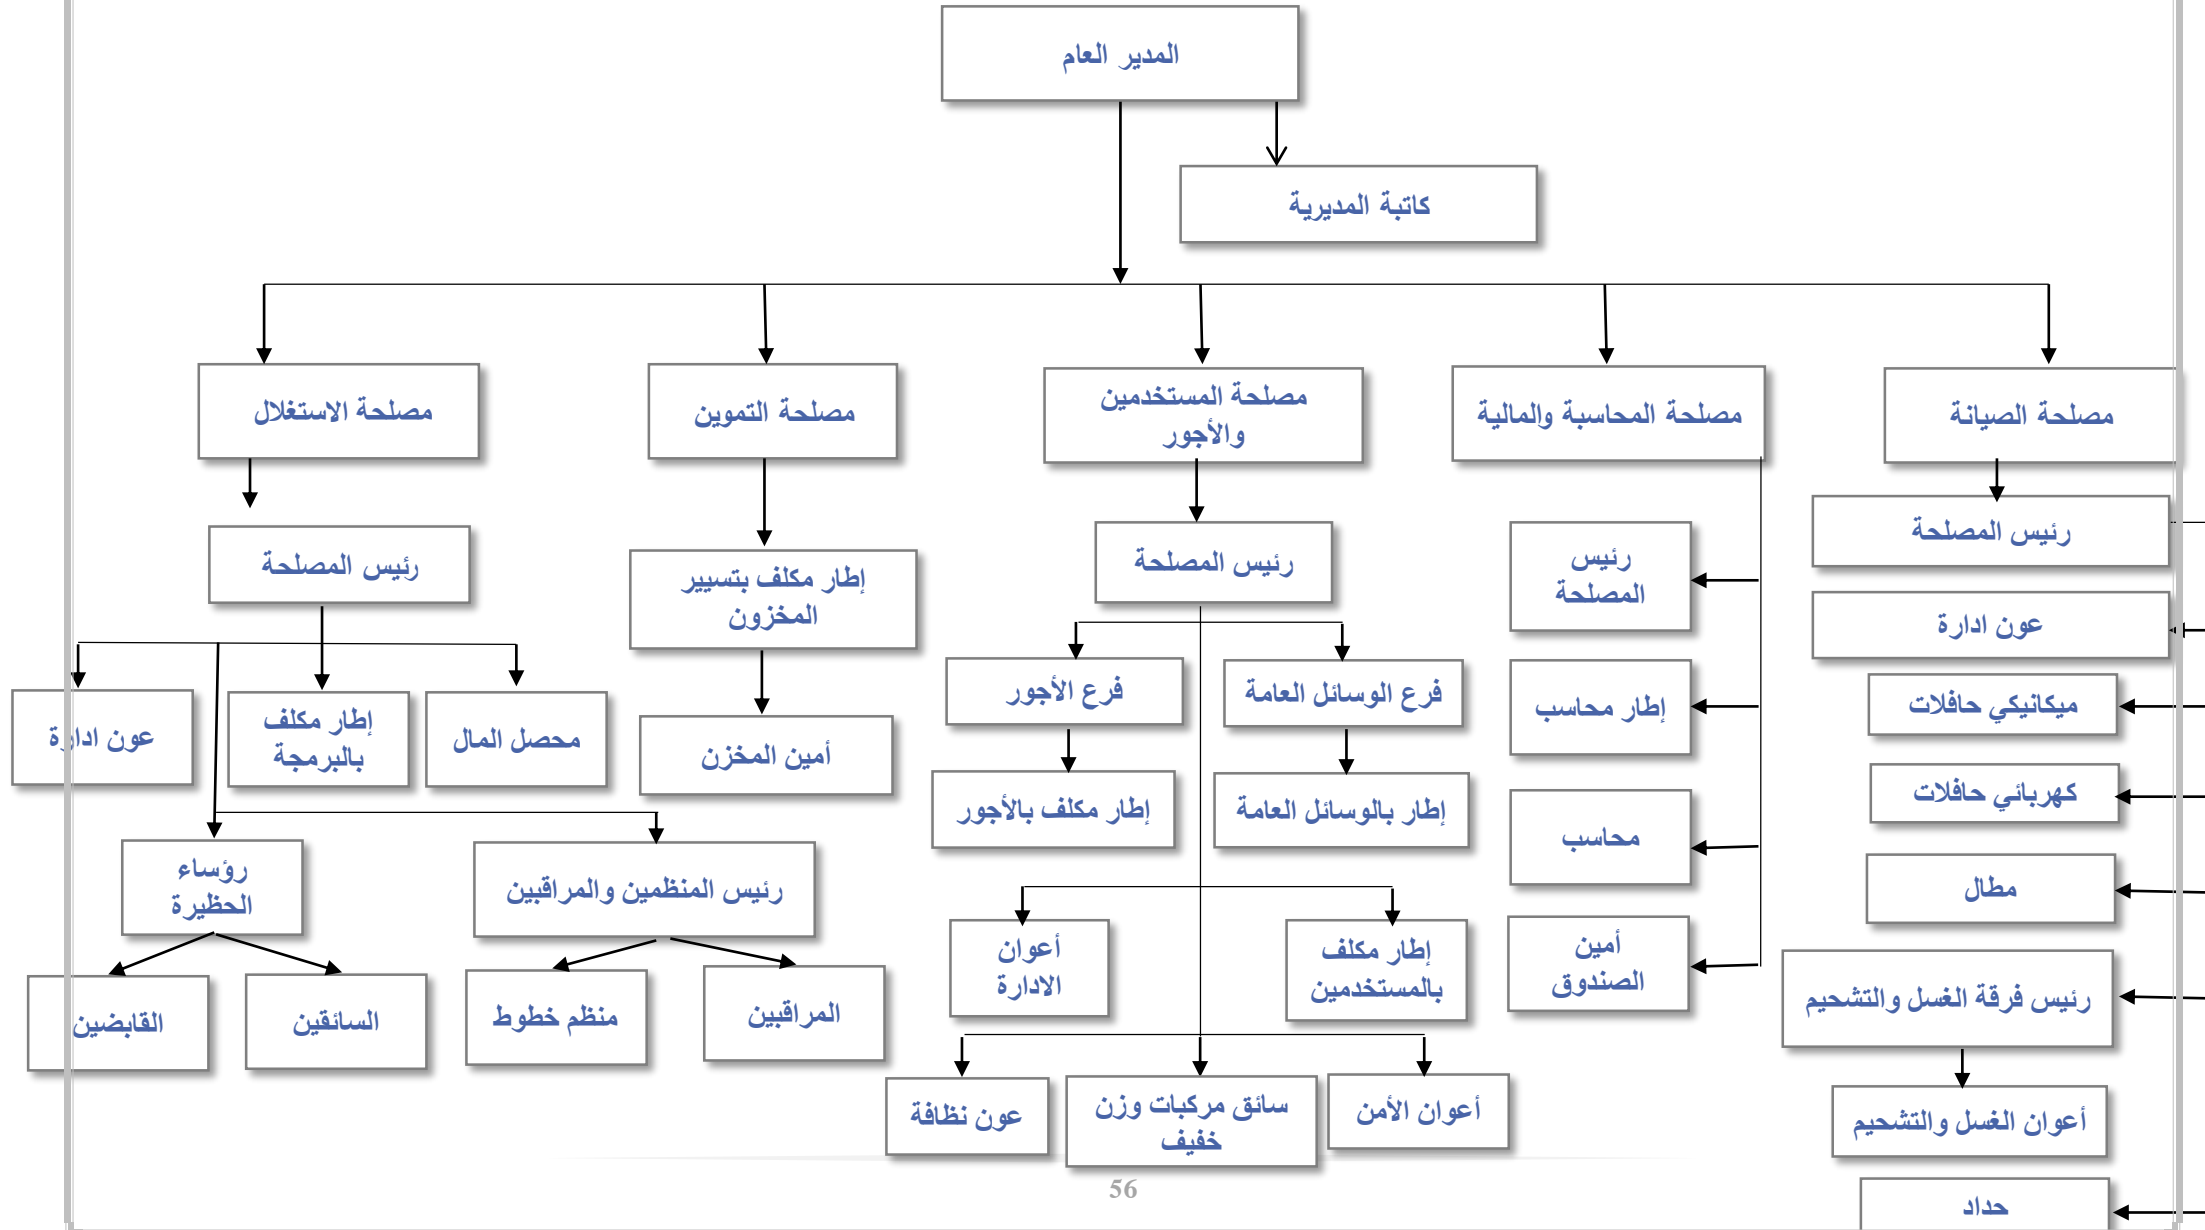 المدير العام
كاتبة المديرية
مصلحة الصيانة
مصلحة المحاسبة والمالية
مصلحة المستخدمين
والأجور
مصلحة التموين
مصلحة الاستغلال
رئيس المصلحة
عون ادارة
ميكانيكي حافلات
كهربائي حافلات
مطال
رئيس فرقة الغسل والتشحيم
أعوان الغسل والتشحيم
حداد
رئيس
المصلحة
إطار محاسب
محاسب
أمين
الصندوق
رئيس المصلحة
فرع الوسائل العامة
فرع الأجور
إطار بالوسائل العامة
إطار مكلف بالأجور
إطار مكلف
بالمستخدمين
أعوان
الادارة
أعوان الأمن
سائق مركبات وزن
خفيف
عون نظافة
إطار مكلف بتسيير
المخزون
أمين المخزن
رئيس المصلحة
محصل المال
إطار مكلف
بالبرمجة
عون ادارة
رئيس المنظمين والمراقبين
رؤساء
الحظيرة
المراقبين
منظم خطوط
السائقين
القابضين
56